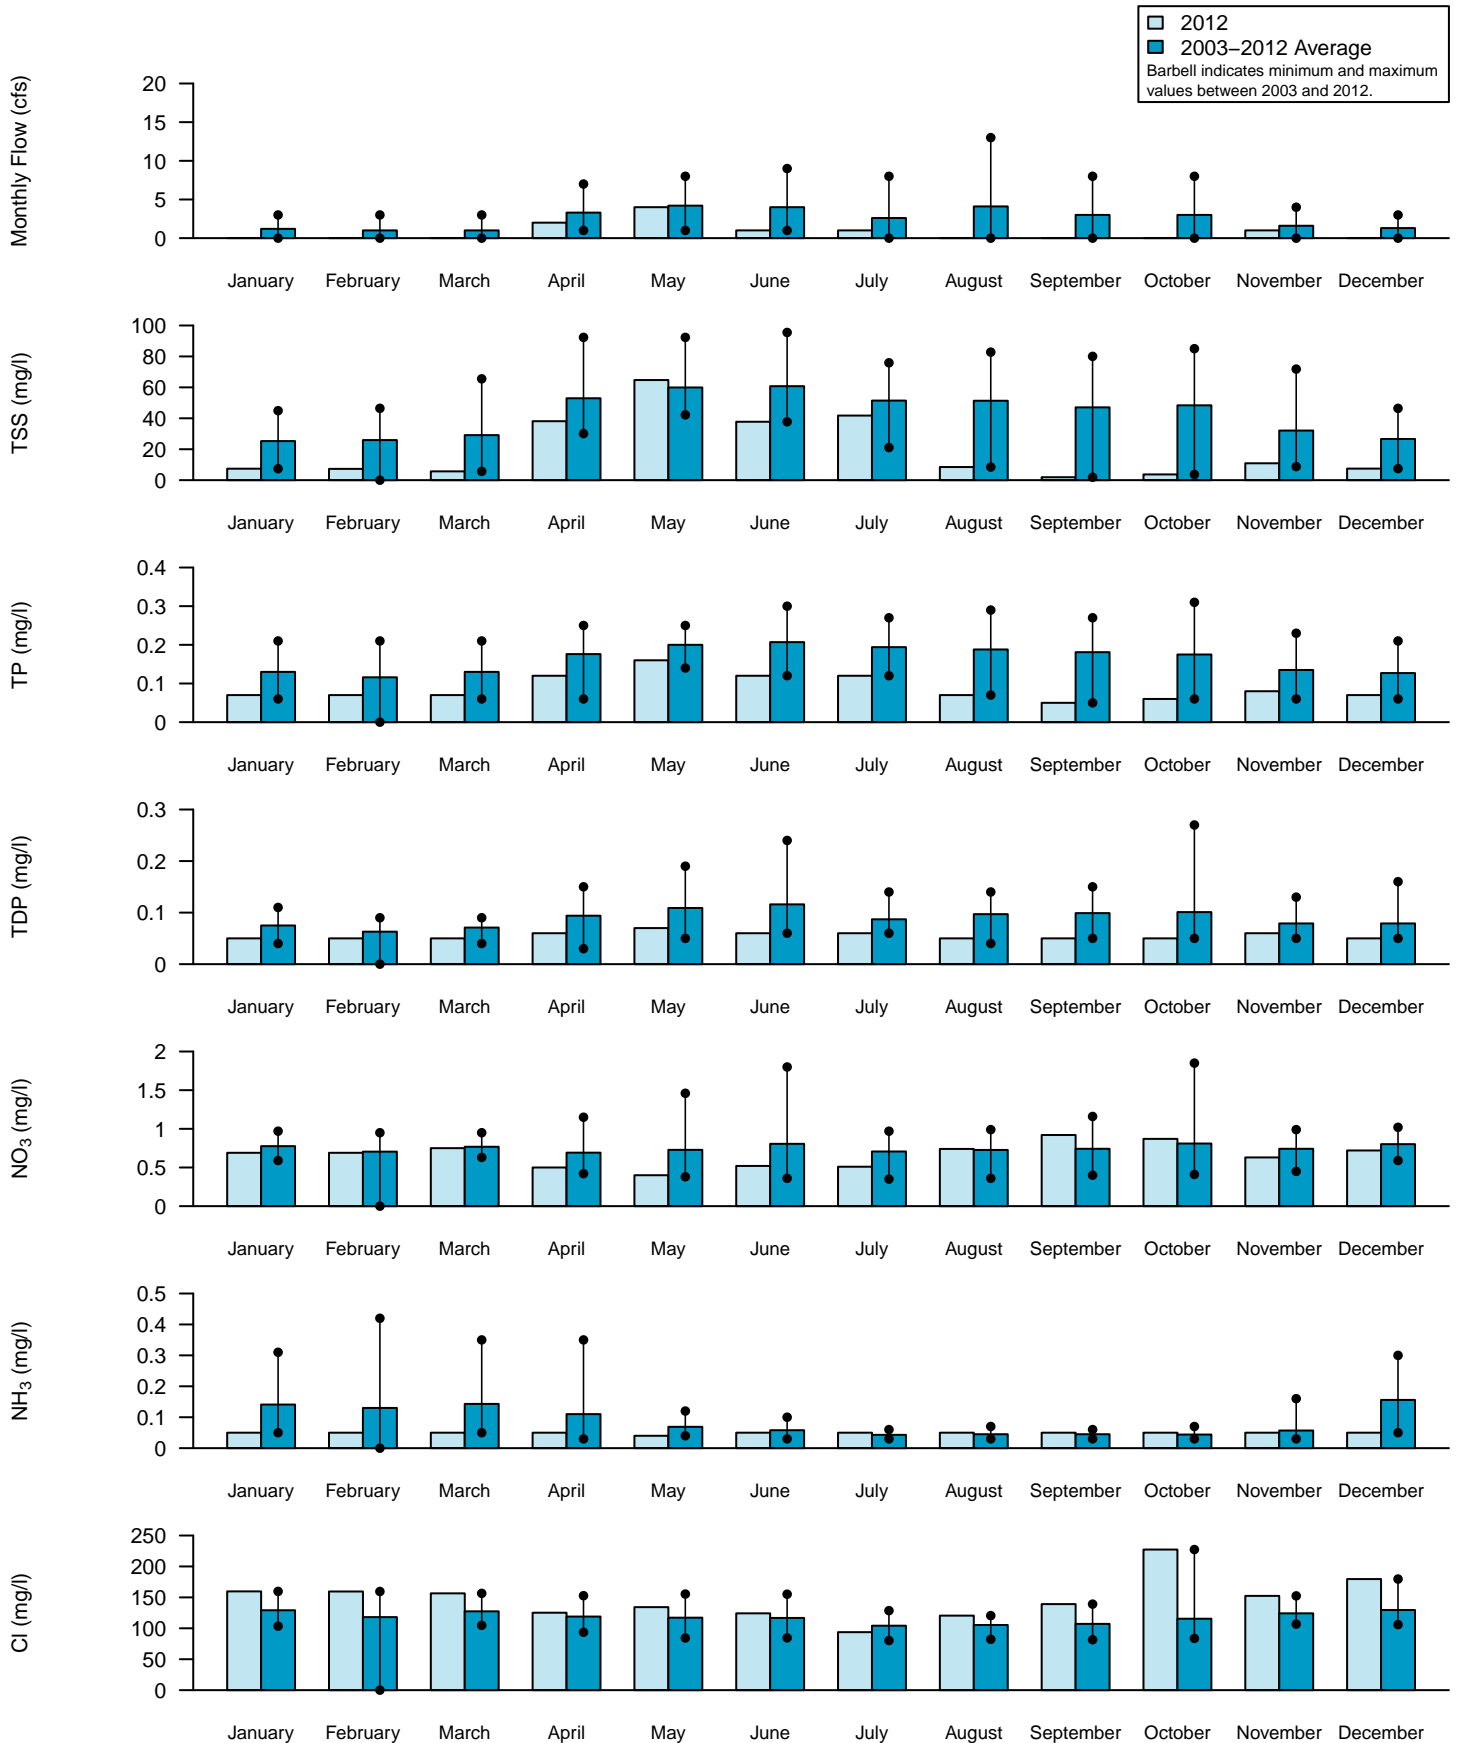 2012
2003−2012 Average
Barbell indicates minimum and maximum
values between 2003 and 2012.
Monthly Flow (cfs)
20
15
10
5
0
January February March April May June July August September October November December
TSS (mg/l)
100
80
60
40
20
0
January February March April May June July August September October November December
TP (mg/l)
0.4
0.3
0.2
0.1
0
January February March April May June July August September October November December
TDP (mg/l)
0.3
0.2
0.1
0
January February March April May June July August September October November December
NO3 (mg/l)
2
1.5
1
0.5
0
January February March April May June July August September October November December
NH3 (mg/l)
0.5
0.4
0.3
0.2
0.1
0
January February March April May June July August September October November December
Cl (mg/l)
250
200
150
100
50
0
January February March April May June July August September October November December